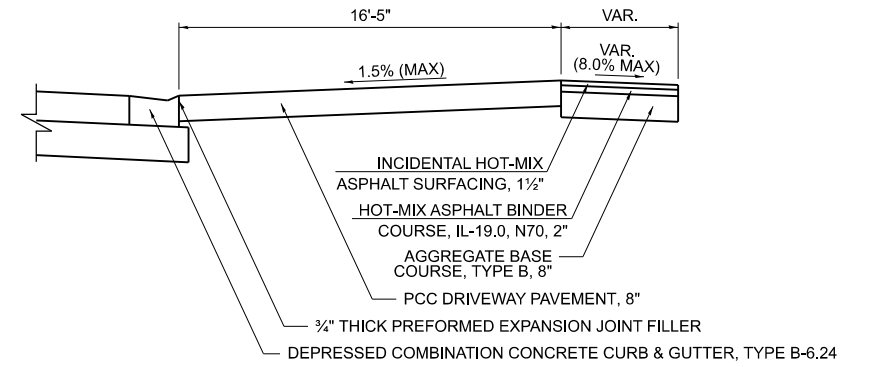 16'-5"
VAR.
1.5% (MAX)
VAR.
(8.0% MAX)
INCIDENTAL HOT-MIX
ASPHALT SURFACING, 1½"
HOT-MIX ASPHALT BINDER
COURSE, IL-19.0, N70, 2"
AGGREGATE BASE
COURSE, TYPE B, 8"
PCC DRIVEWAY PAVEMENT, 8"
¾" THICK PREFORMED EXPANSION JOINT FILLER
DEPRESSED COMBINATION CONCRETE CURB & GUTTER, TYPE B-6.24